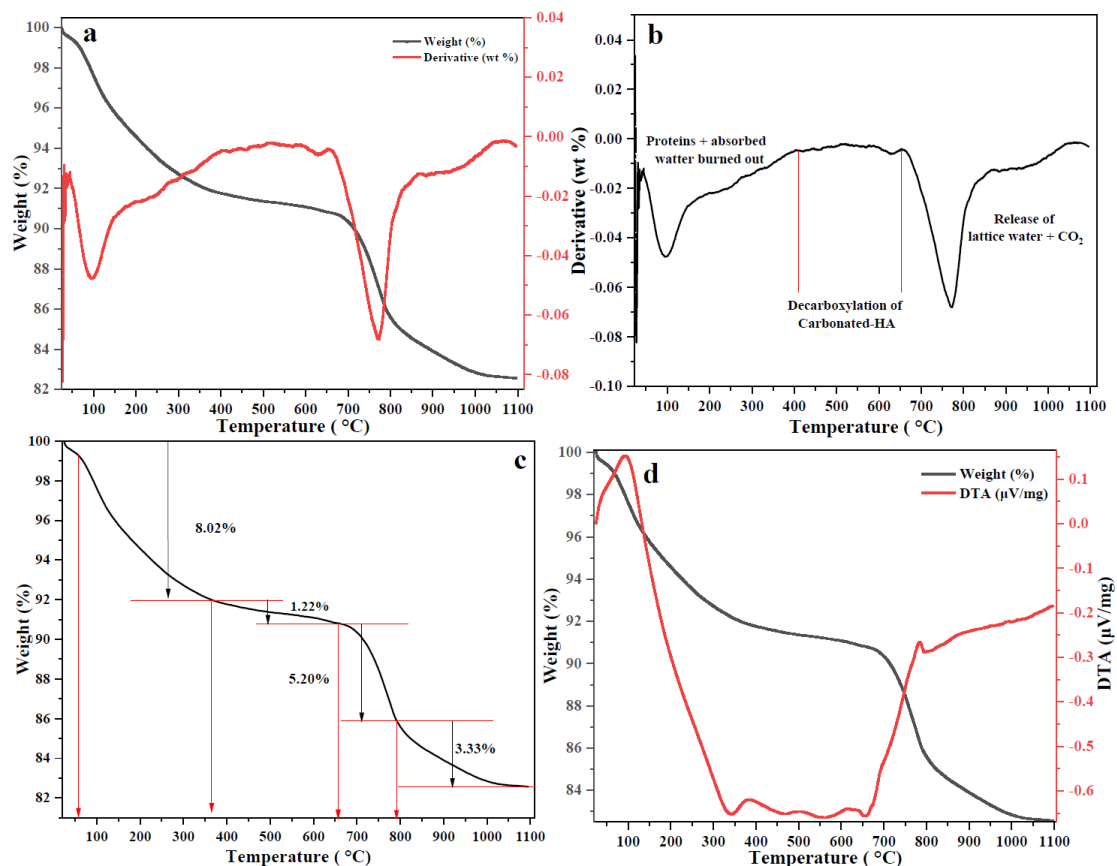 a
Weight (%)
Derivative (wt %)
100
98
96
94
92
90
88
86
84
82
Weight (%)
0.04
0.02
0.00
-0.02
-0.04
-0.06
-0.08
100 200 300 400 500 600 700 800 900 1000 1100
Temperature ( °C)
b
0.04
0.02
0.00
-0.02
-0.04
-0.06
-0.08
-0.10
Derivative (wt %)
Proteins + absorbed
watter burned out
Decarboxylation of
Carbonated-HA
Release of
lattice water + CO₂
100 200 300 400 500 600 700 800 900 1000 1100
Temperature ( °C)
c
100
98
96
94
92
90
88
86
84
82
Weight (%)
8.02%
1.22%
5.20%
3.33%
100 200 300 400 500 600 700 800 900 1000 1100
Temperature ( °C)
d
Weight (%)
DTA (µV/mg)
100
98
96
94
92
90
88
86
84
Weight (%)
0.1
0.0
-0.1
-0.2
-0.3
-0.4
-0.5
-0.6
DTA (µV/mg)
100 200 300 400 500 600 700 800 900 1000 1100
Temperature ( °C)